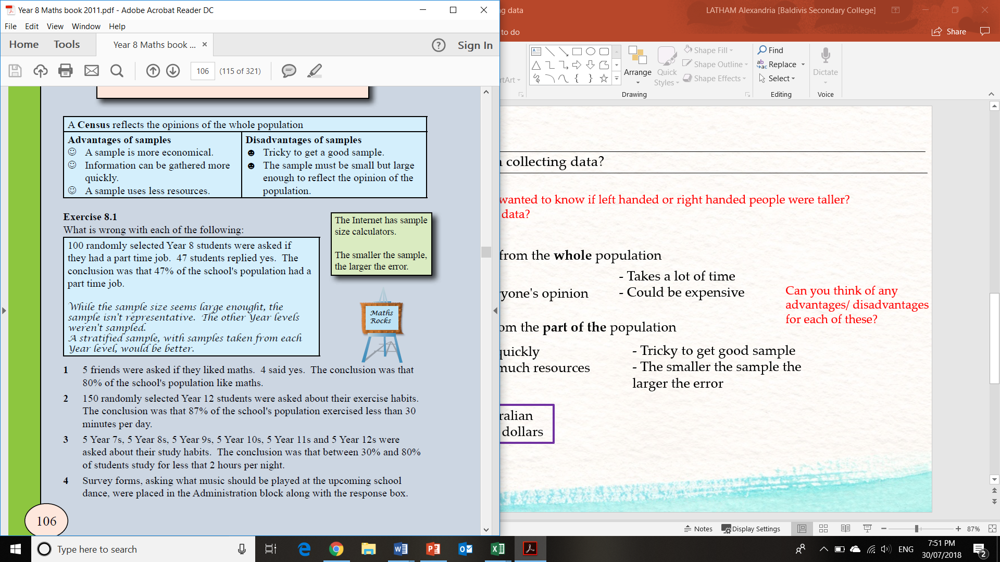 Year 8 Maths book 2011.pdf - Adobe Acrobat Reader DC
File Edit View Window Help
Home Tools Year 8 Maths book ... × ? Sign In
106 (115 of 321)
A Census reflects the opinions of the whole population
Advantages of samples
A sample is more economical.
Information can be gathered more
quickly.
A sample uses less resources.
Disadvantages of samples
Tricky to get a good sample.
The sample must be small but large
enough to reflect the opinion of the
population.
Exercise 8.1
What is wrong with each of the following:
100 randomly selected Year 8 students were asked if
they had a part time job. 47 students replied yes. The
conclusion was that 47% of the school's population had a
part time job.
While the sample size seems large enought, the
sample isn't representative. The other Year levels
weren't sampled.
A stratified sample, with samples taken from each
Year level, would be better.
The Internet has sample
size calculators.
The smaller the sample,
the larger the error.
Maths
Rocks
1 5 friends were asked if they liked maths. 4 said yes. The conclusion was that
80% of the school's population like maths.
2 150 randomly selected Year 12 students were asked about their exercise habits.
The conclusion was that 87% of the school's population exercised less than 30
minutes per day.
3 5 Year 7s, 5 Year 8s, 5 Year 9s, 5 Year 10s, 5 Year 11s and 5 Year 12s were
asked about their study habits. The conclusion was that between 30% and 80%
of students study for less that 2 hours per night.
4 Survey forms, asking what music should be played at the upcoming school
dance, were placed in the Administration block along with the response box.
106
ng data LATHAM Alexandria [Baldivis Secondary College]
to do Share
rtArt
Arrange
Quick
Styles
Shape Fill
Shape Outline
Shape Effects
Drawing
Find
Replace
Select
Editing
Dictate
Voice
n collecting data?
wanted to know if left handed or right handed people were taller?
data?
from the whole population
- Takes a lot of time
yone's opinion - Could be expensive
Can you think of any
advantages/ disadvantages
for each of these?
om the part of the population
quickly - Tricky to get good sample
much resources - The smaller the sample the
larger the error
ralian
dollars
Notes Display Settings 87%
Type here to search
ENG
7:51 PM
30/07/2018
2